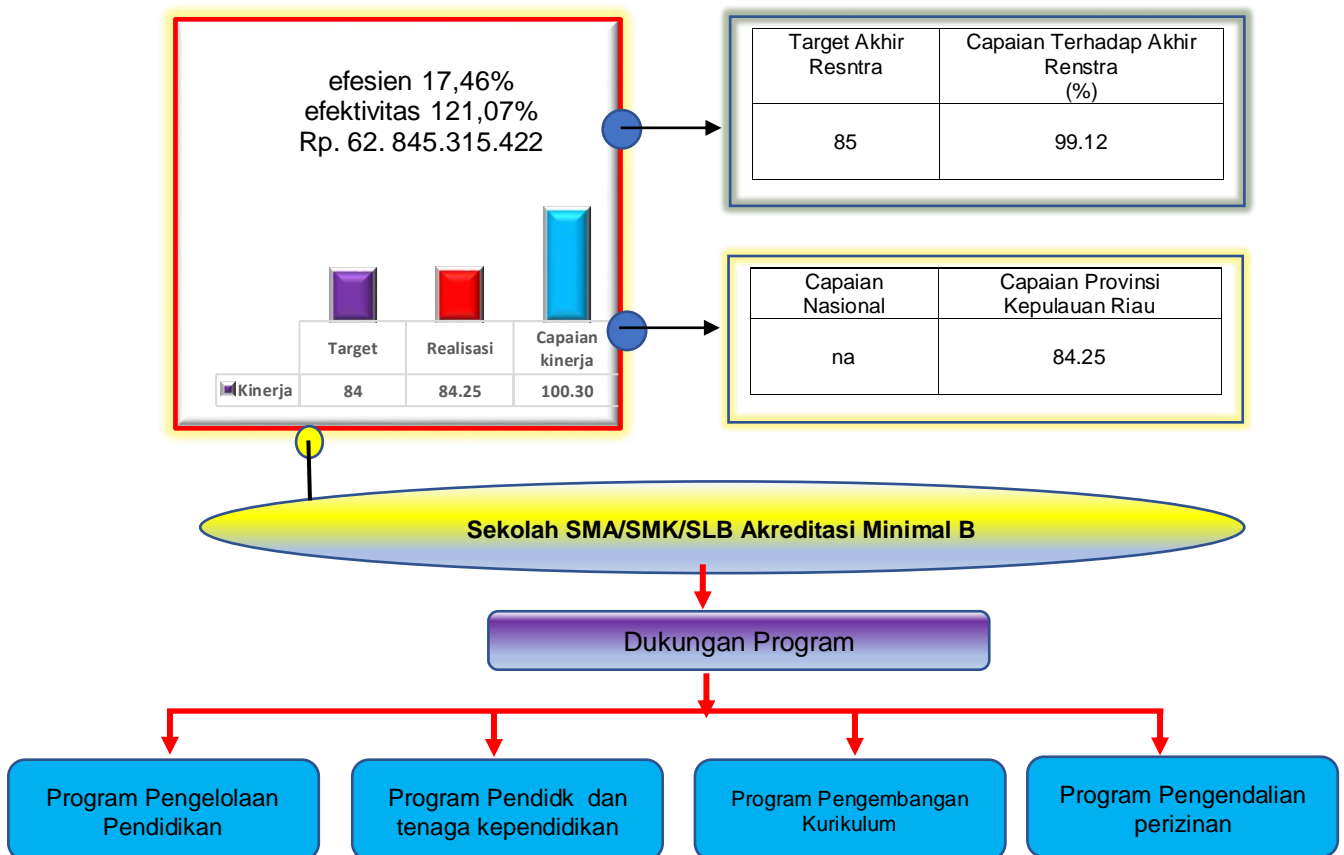 efesien 17,46%
efektivitas 121,07%
Rp. 62. 845.315.422
Target
Realisasi
Capaian
kinerja
Kinerja
84
84.25
100.30
Target Akhir
Resntra
Capaian Terhadap Akhir
Renstra
(%)
85
99.12
Capaian
Nasional
Capaian Provinsi
Kepulauan Riau
na
84.25
Sekolah SMA/SMK/SLB Akreditasi Minimal B
Dukungan Program
Program Pengelolaan
Pendidikan
Program Pendidk dan
tenaga kependidikan
Program Pengembangan
Kurikulum
Program Pengendalian
perizinan